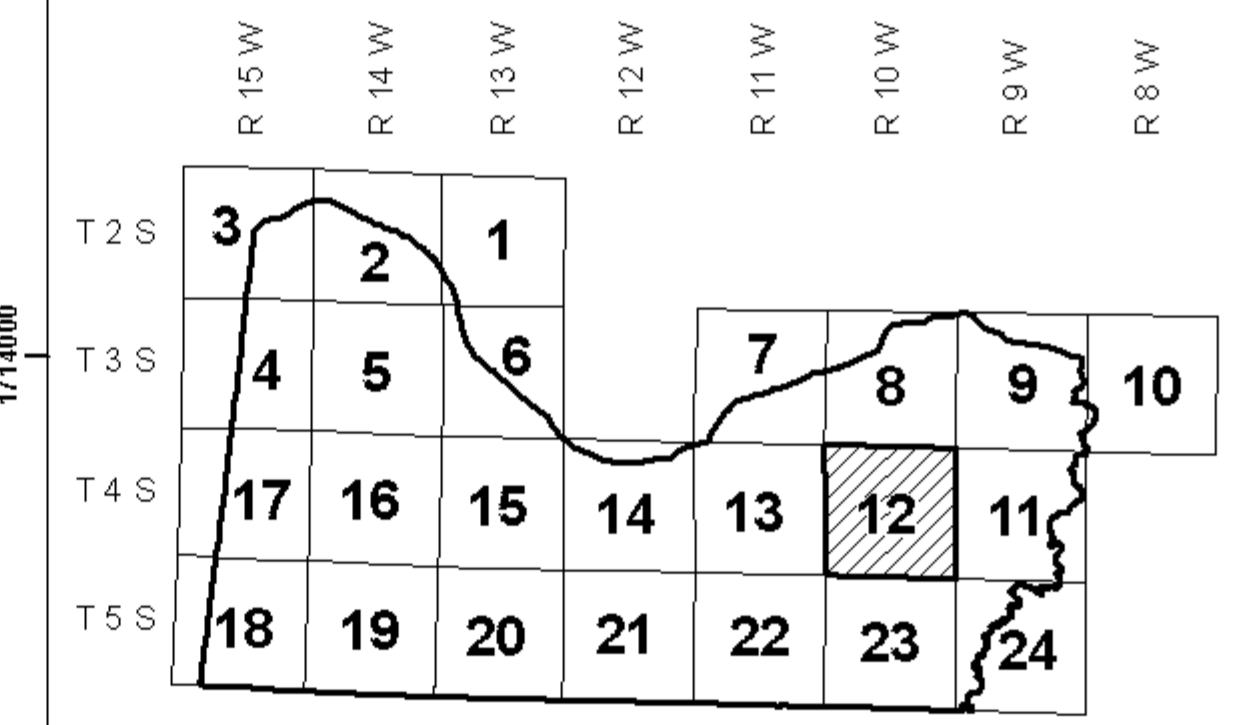 R 15 W R 14 W R 13 W R 12 W R 11 W R 10 W R 9 W R 8 W
T 2 S 3 2 1
1714000
T 3 S 4 5 6 7 8 9 10
T 4 S 17 16 15 14 13 12 11
T 5 S 18 19 20 21 22 23 24